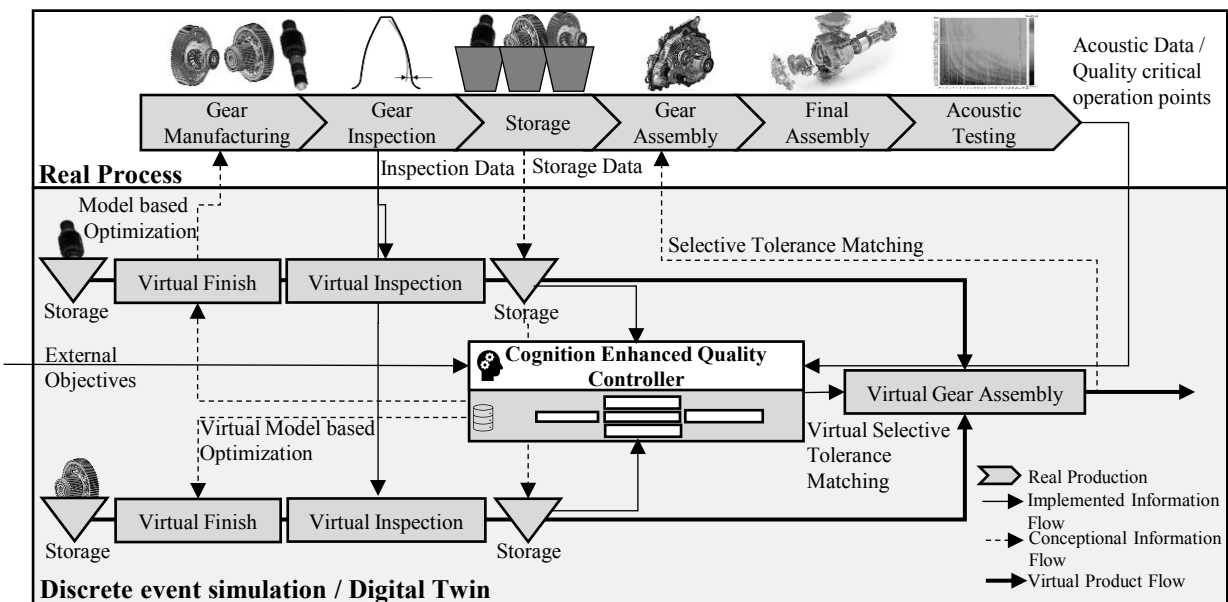 Acoustic Data /
Quality critical
operation points
Gear
Manufacturing
Gear
Inspection
Storage
Gear
Assembly
Final
Assembly
Acoustic
Testing
Real Process
Inspection Data
Storage Data
Model based
Optimization
Selective Tolerance Matching
Virtual Finish
Virtual Inspection
Storage
Storage
External
Objectives
Cognition Enhanced Quality
Controller
Virtual Gear Assembly
Virtual Model based
Optimization
Virtual Selective
Tolerance
Matching
Virtual Finish
Virtual Inspection
Storage
Storage
Real Production
Implemented Information
Flow
Conceptional Information
Flow
Virtual Product Flow
Discrete event simulation / Digital Twin